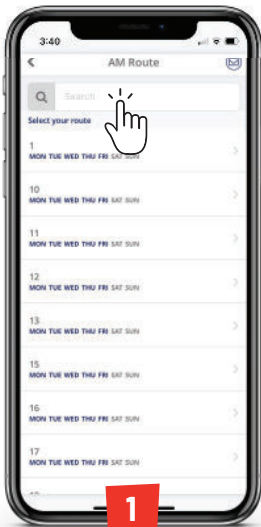 3:40
AM Route
Search
Select your route
1
MON TUE WED THU FRI SAT SUN
10
MON TUE WED THU FRI SAT SUN
11
MON TUE WED THU FRI SAT SUN
12
MON TUE WED THU FRI SAT SUN
13
MON TUE WED THU FRI SAT SUN
15
MON TUE WED THU FRI SAT SUN
16
MON TUE WED THU FRI SAT SUN
17
MON TUE WED THU FRI SAT SUN
1